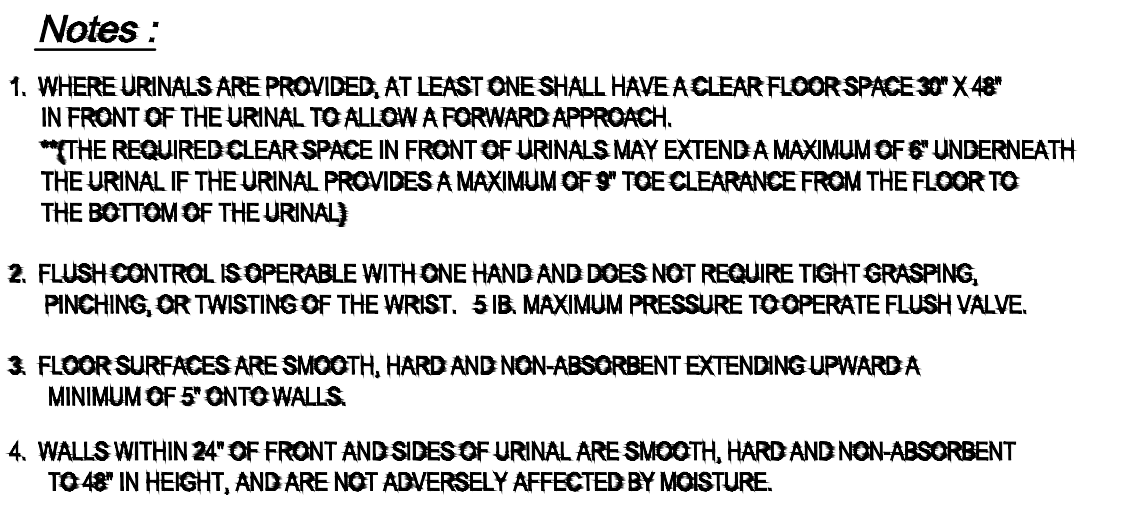 Notes :
1. WHERE URINALS ARE PROVIDED, AT LEAST ONE SHALL HAVE A CLEAR FLOOR SPACE 30" X 48"
IN FRONT OF THE URINAL TO ALLOW A FORWARD APPROACH.
**(THE REQUIRED CLEAR SPACE IN FRONT OF URINALS MAY EXTEND A MAXIMUM OF 6" UNDERNEATH
THE URINAL IF THE URINAL PROVIDES A MAXIMUM OF 9" TOE CLEARANCE FROM THE FLOOR TO
THE BOTTOM OF THE URINAL)
2. FLUSH CONTROL IS OPERABLE WITH ONE HAND AND DOES NOT REQUIRE TIGHT GRASPING,
PINCHING, OR TWISTING OF THE WRIST. 5 IB. MAXIMUM PRESSURE TO OPERATE FLUSH VALVE.
3. FLOOR SURFACES ARE SMOOTH, HARD AND NON-ABSORBENT EXTENDING UPWARD A
MINIMUM OF 5" ONTO WALLS.
4. WALLS WITHIN 24" OF FRONT AND SIDES OF URINAL ARE SMOOTH, HARD AND NON-ABSORBENT
TO 48" IN HEIGHT, AND ARE NOT ADVERSELY AFFECTED BY MOISTURE.